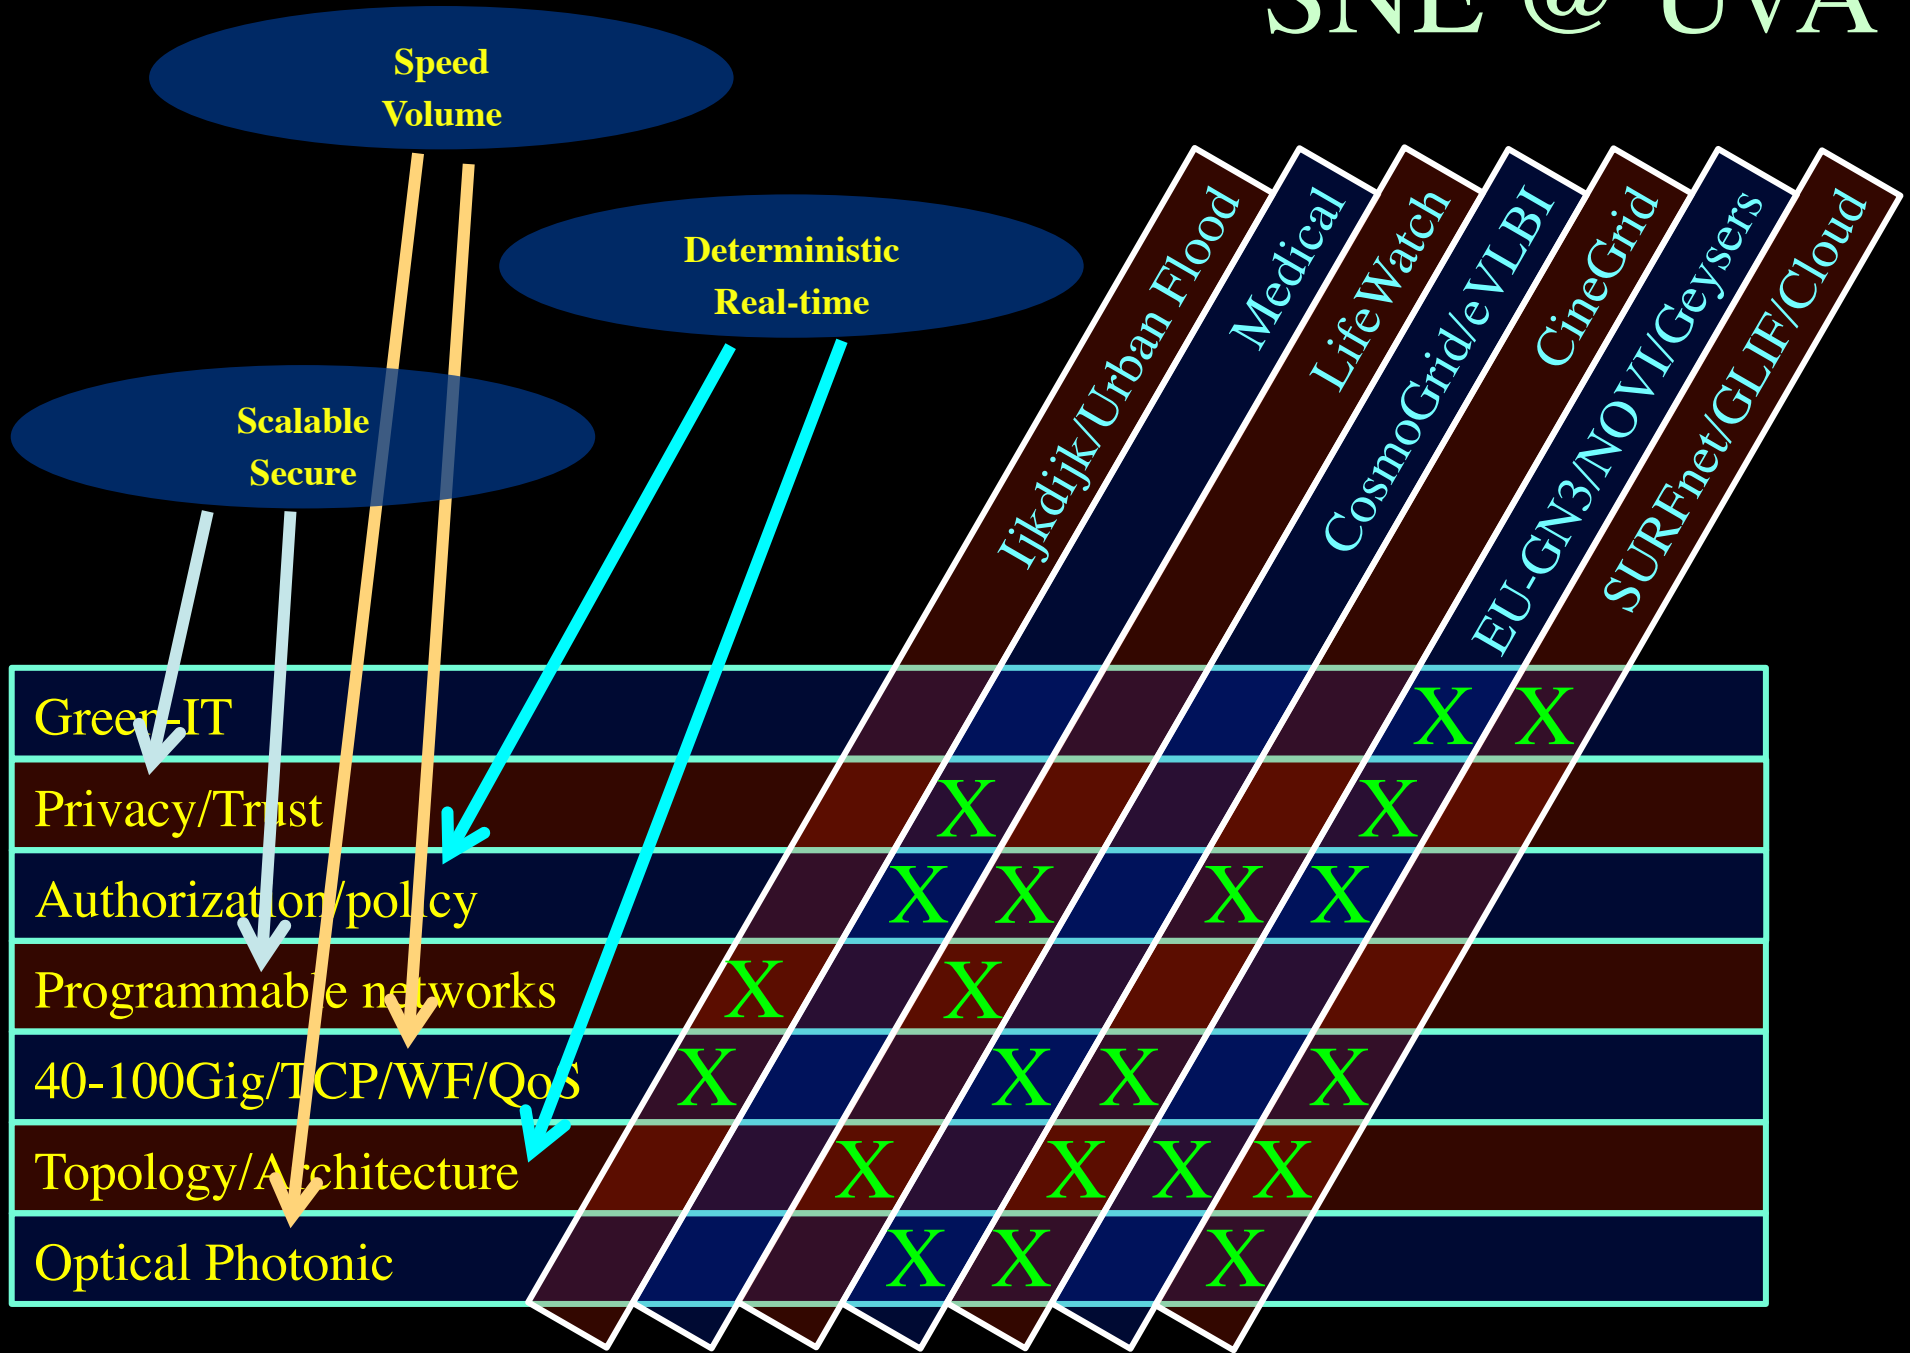 SNE @ UVA
Speed
Volume
Deterministic
Real-time
Scalable
Secure
Ijkdijk/Urban Flood
Medical
LifeWatch
CosmoGrid/eVLBI
CineGrid
EU-GN3/NOVI/Geysers
SURFnet/GLIF/Cloud
Green-IT X X
Privacy/Trust X X
Authorization/policy X X X X
Programmable networks X X
40-100Gig/TCP/WF/QoS X X X X
Topology/Architecture X X X X
Optical Photonic X X X